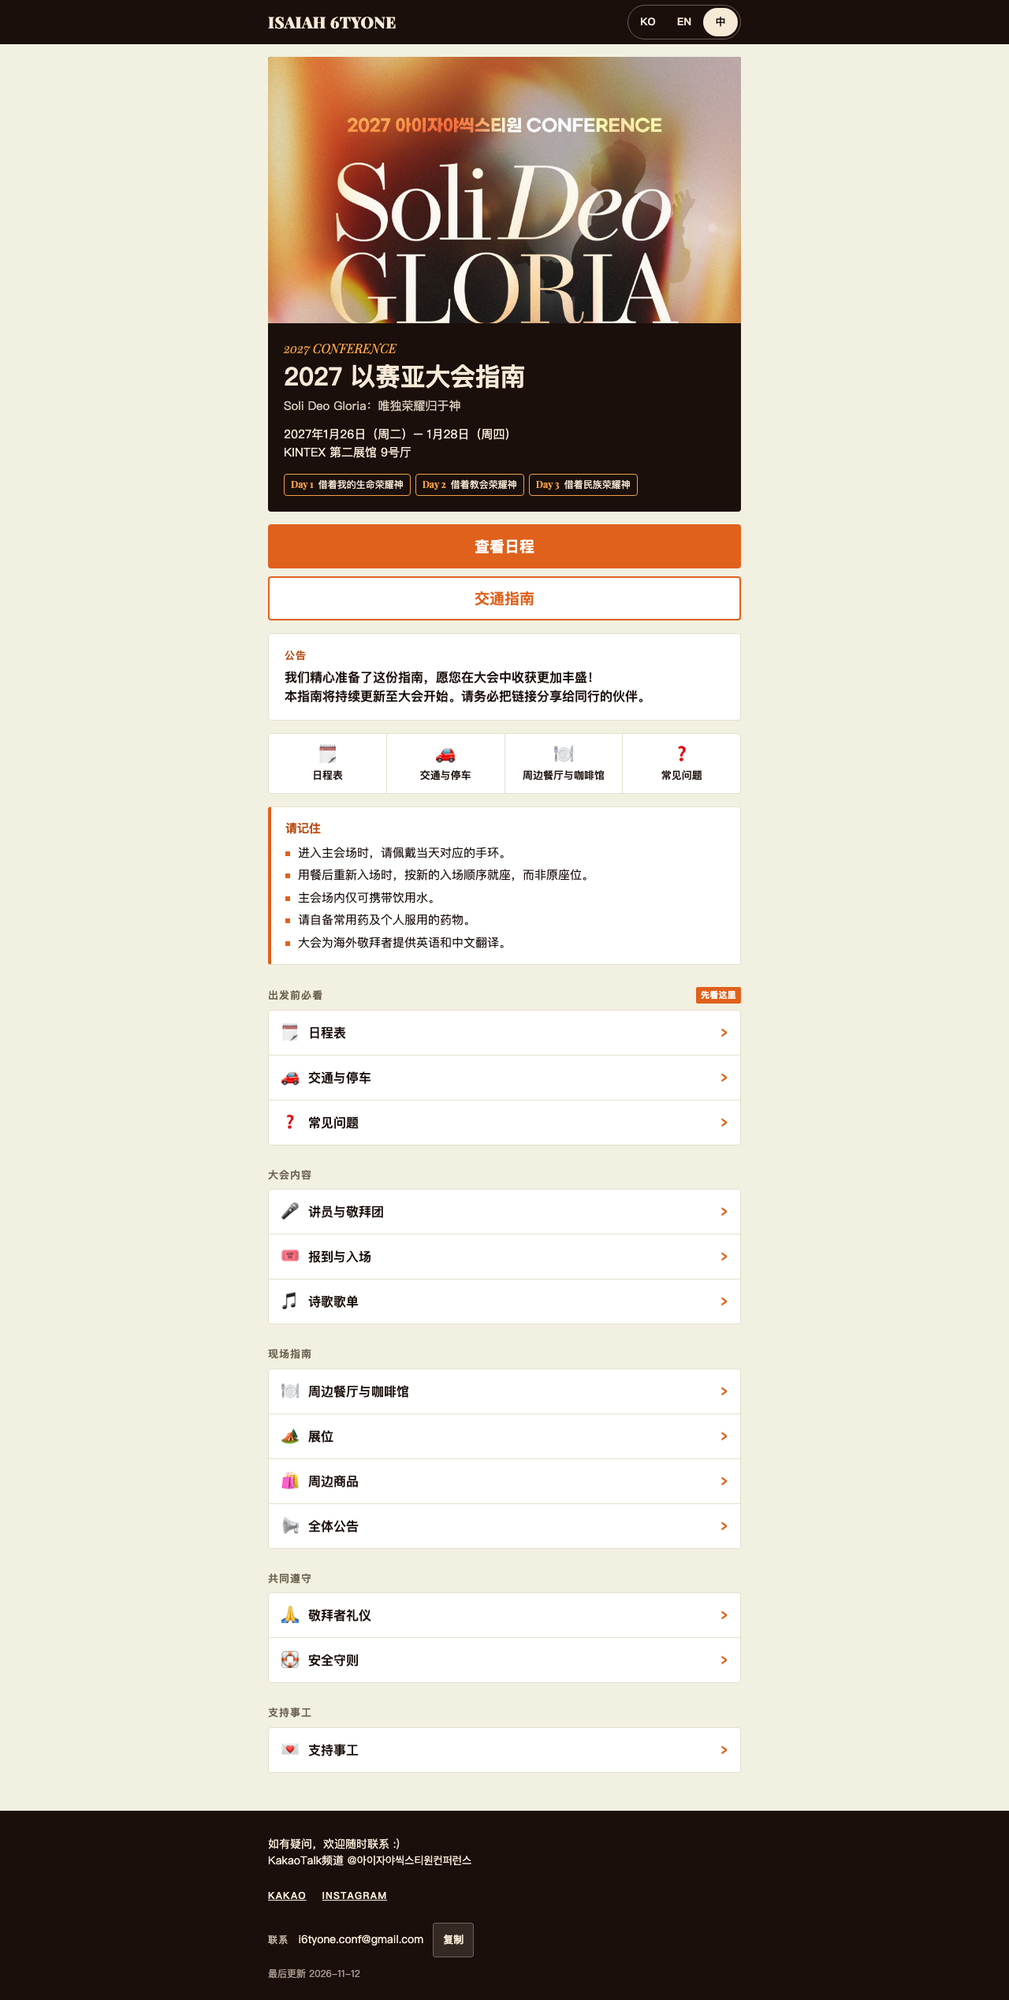 ISAIAH 6TYONE
KO EN 中
2027 아이자야씩스티원 CONFERENCE
Soli Deo
GLORIA
2027 CONFERENCE
2027 以赛亚大会指南
Soli Deo Gloria：唯独荣耀归于神
2027年1月26日（周二）— 1月28日（周四）
KINTEX 第二展馆 9号厅
Day 1 借着我的生命荣耀神 Day 2 借着教会荣耀神 Day 3 借着民族荣耀神
查看日程
交通指南
公告
我们精心准备了这份指南，愿您在大会中收获更加丰盛！
本指南将持续更新至大会开始。请务必把链接分享给同行的伙伴。
日程表 交通与停车 周边餐厅与咖啡馆 常见问题
请记住
进入主会场时，请佩戴当天对应的手环。
用餐后重新入场时，按新的入场顺序就座，而非原座位。
主会场内仅可携带饮用水。
请自备常用药及个人服用的药物。
大会为海外敬拜者提供英语和中文翻译。
出发前必看 先看这里
日程表
交通与停车
常见问题
大会内容
讲员与敬拜团
报到与入场
诗歌歌单
现场指南
周边餐厅与咖啡馆
展位
周边商品
全体公告
共同遵守
敬拜者礼仪
安全守则
支持事工
支持事工
如有疑问，欢迎随时联系 :)
KakaoTalk频道 @아이자야씩스티원컨퍼런스
KAKAO INSTAGRAM
联系 i6tyone.conf@gmail.com 复制
最后更新 2026-11-12